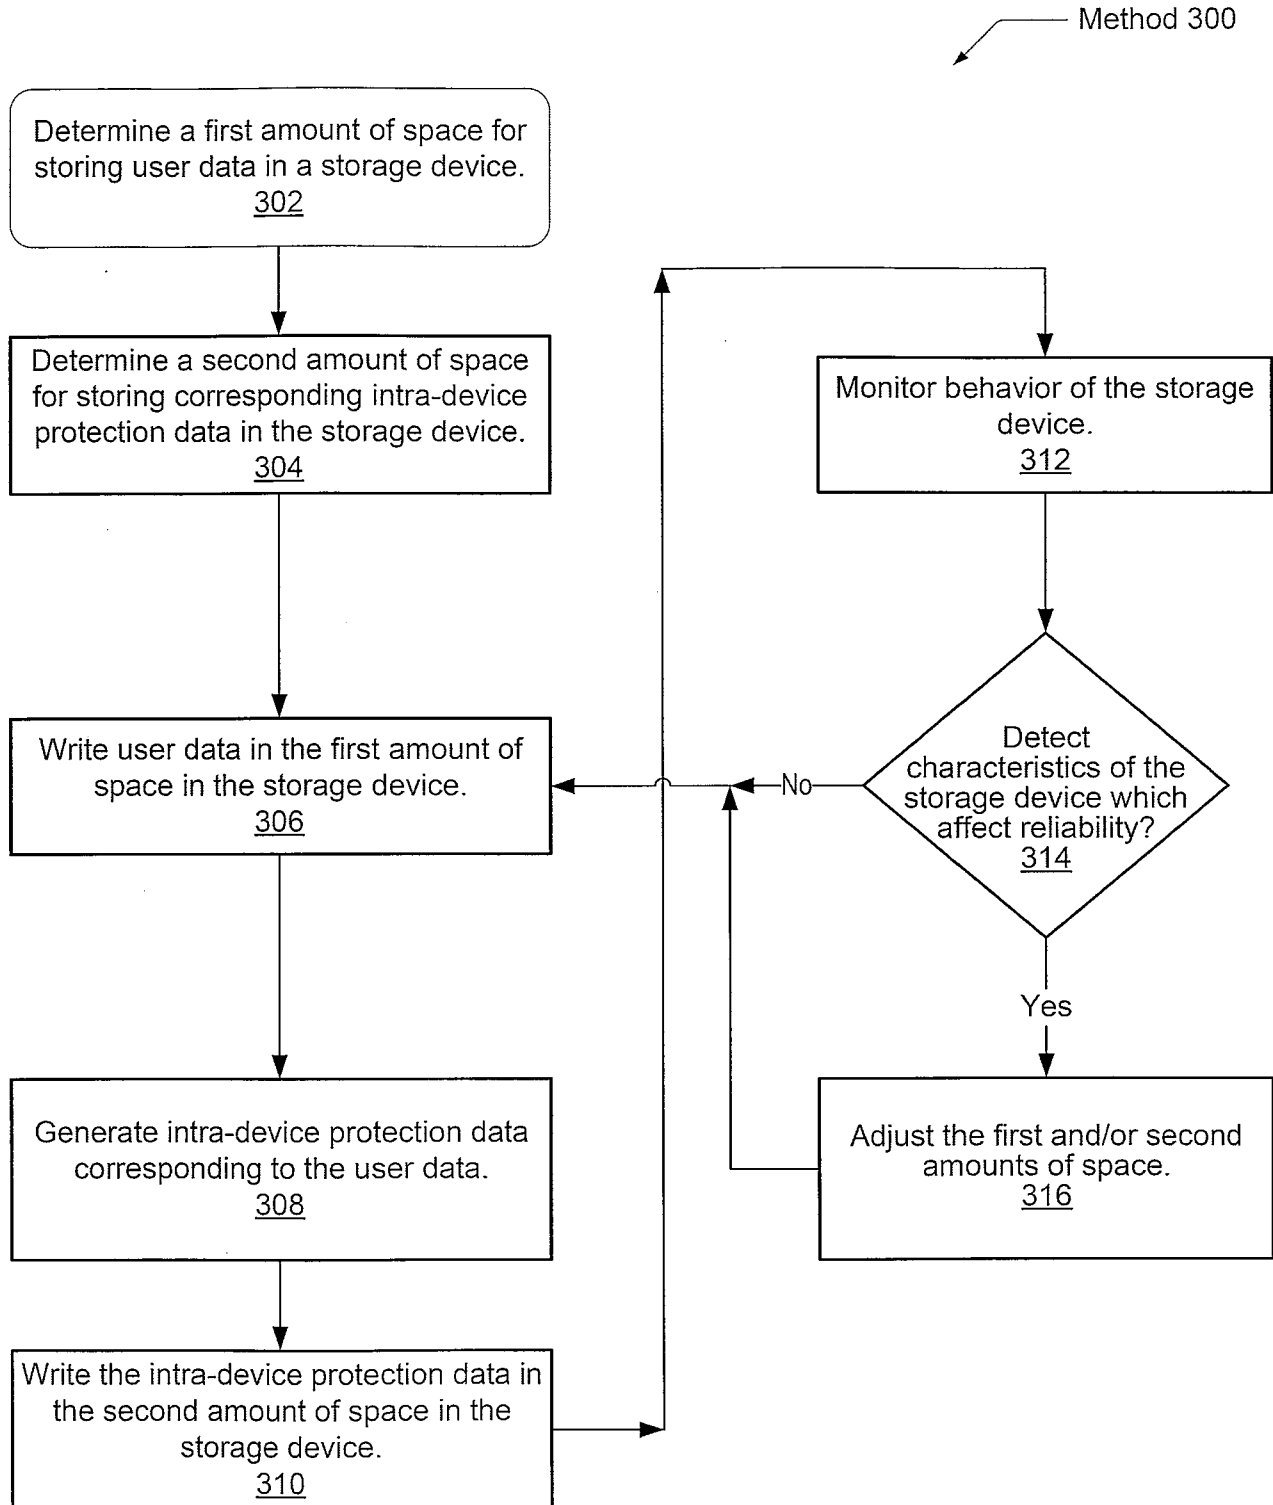 Method 300
Determine a first amount of space for
storing user data in a storage device.
302
Determine a second amount of space
for storing corresponding intra-device
protection data in the storage device.
304
Write user data in the first amount of
space in the storage device.
306
Generate intra-device protection data
corresponding to the user data.
308
Write the intra-device protection data in
the second amount of space in the
storage device.
310
Monitor behavior of the storage
device.
312
Detect
characteristics of the
storage device which
affect reliability?
314
No
Yes
Adjust the first and/or second
amounts of space.
316